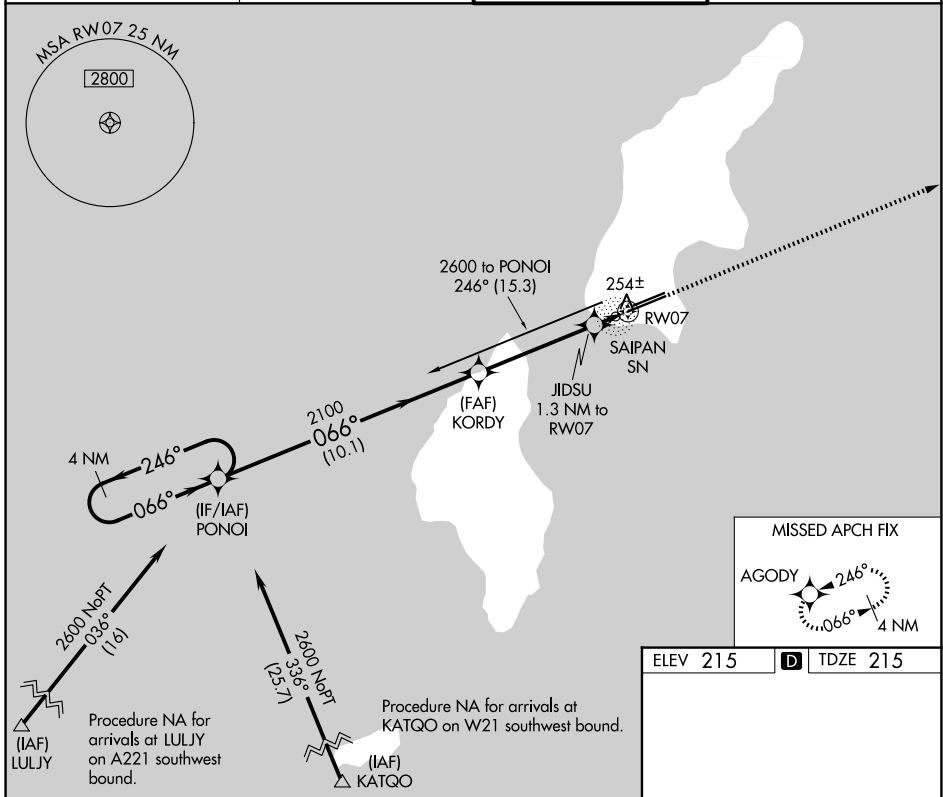 MSA RW07 25 NM
2800
2600 to PONOI
246° (15.3)
254±
RW07
SAIPAN
SN
JIDSU
1.3 NM to
RW07
(FAF)
KORDY
2100
066°
(10.1)
4 NM
246°
066°
(IF/IAF)
PONOI
MISSED APCH FIX
AGODY
246°
066°
4 NM
2600 NoPT
036°
(16)
2600 NoPT
336°
(25.7)
ELEV 215
D
TDZE 215
(IAF)
LULJY
Procedure NA for
arrivals at LULJY
on A221 southwest
bound.
Procedure NA for arrivals at
KATQO on W21 southwest bound.
(IAF)
KATQO